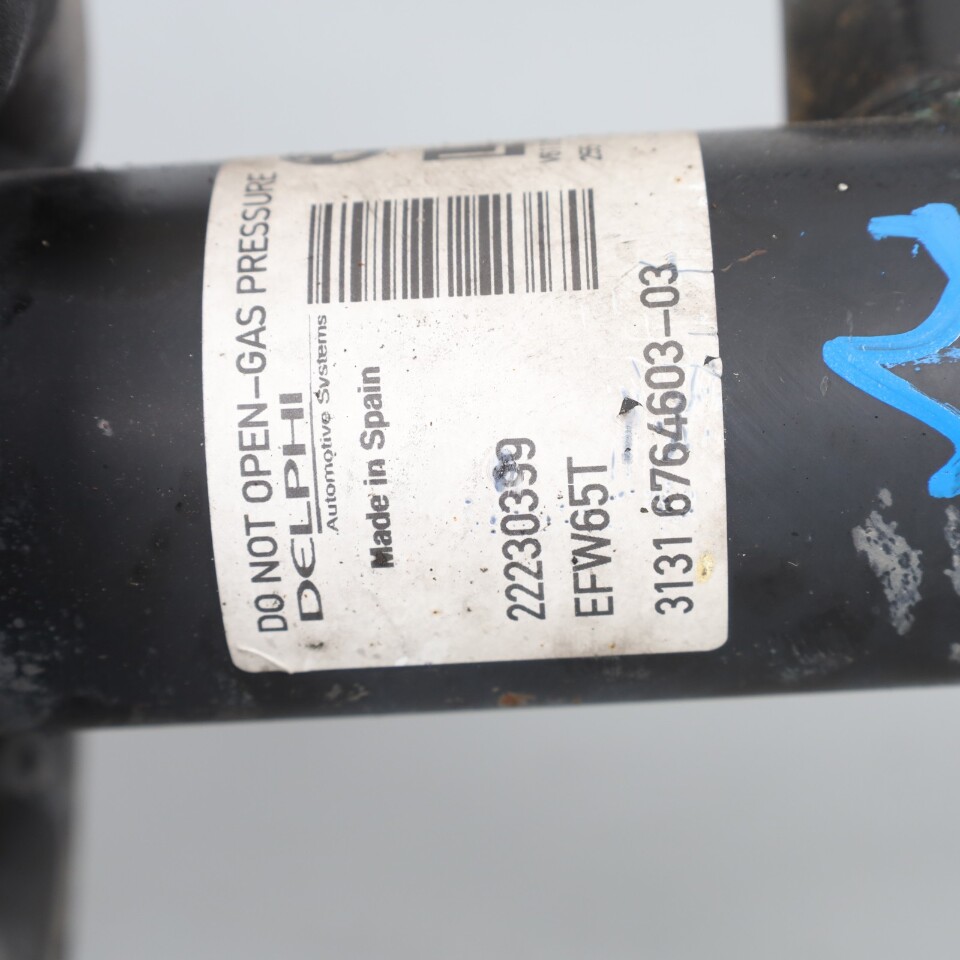 DO NOT OPEN-GAS PRESSURE
DELPHI
Automotive Systems
Made in Spain
22230399
EFW65T
3131 6764603-03